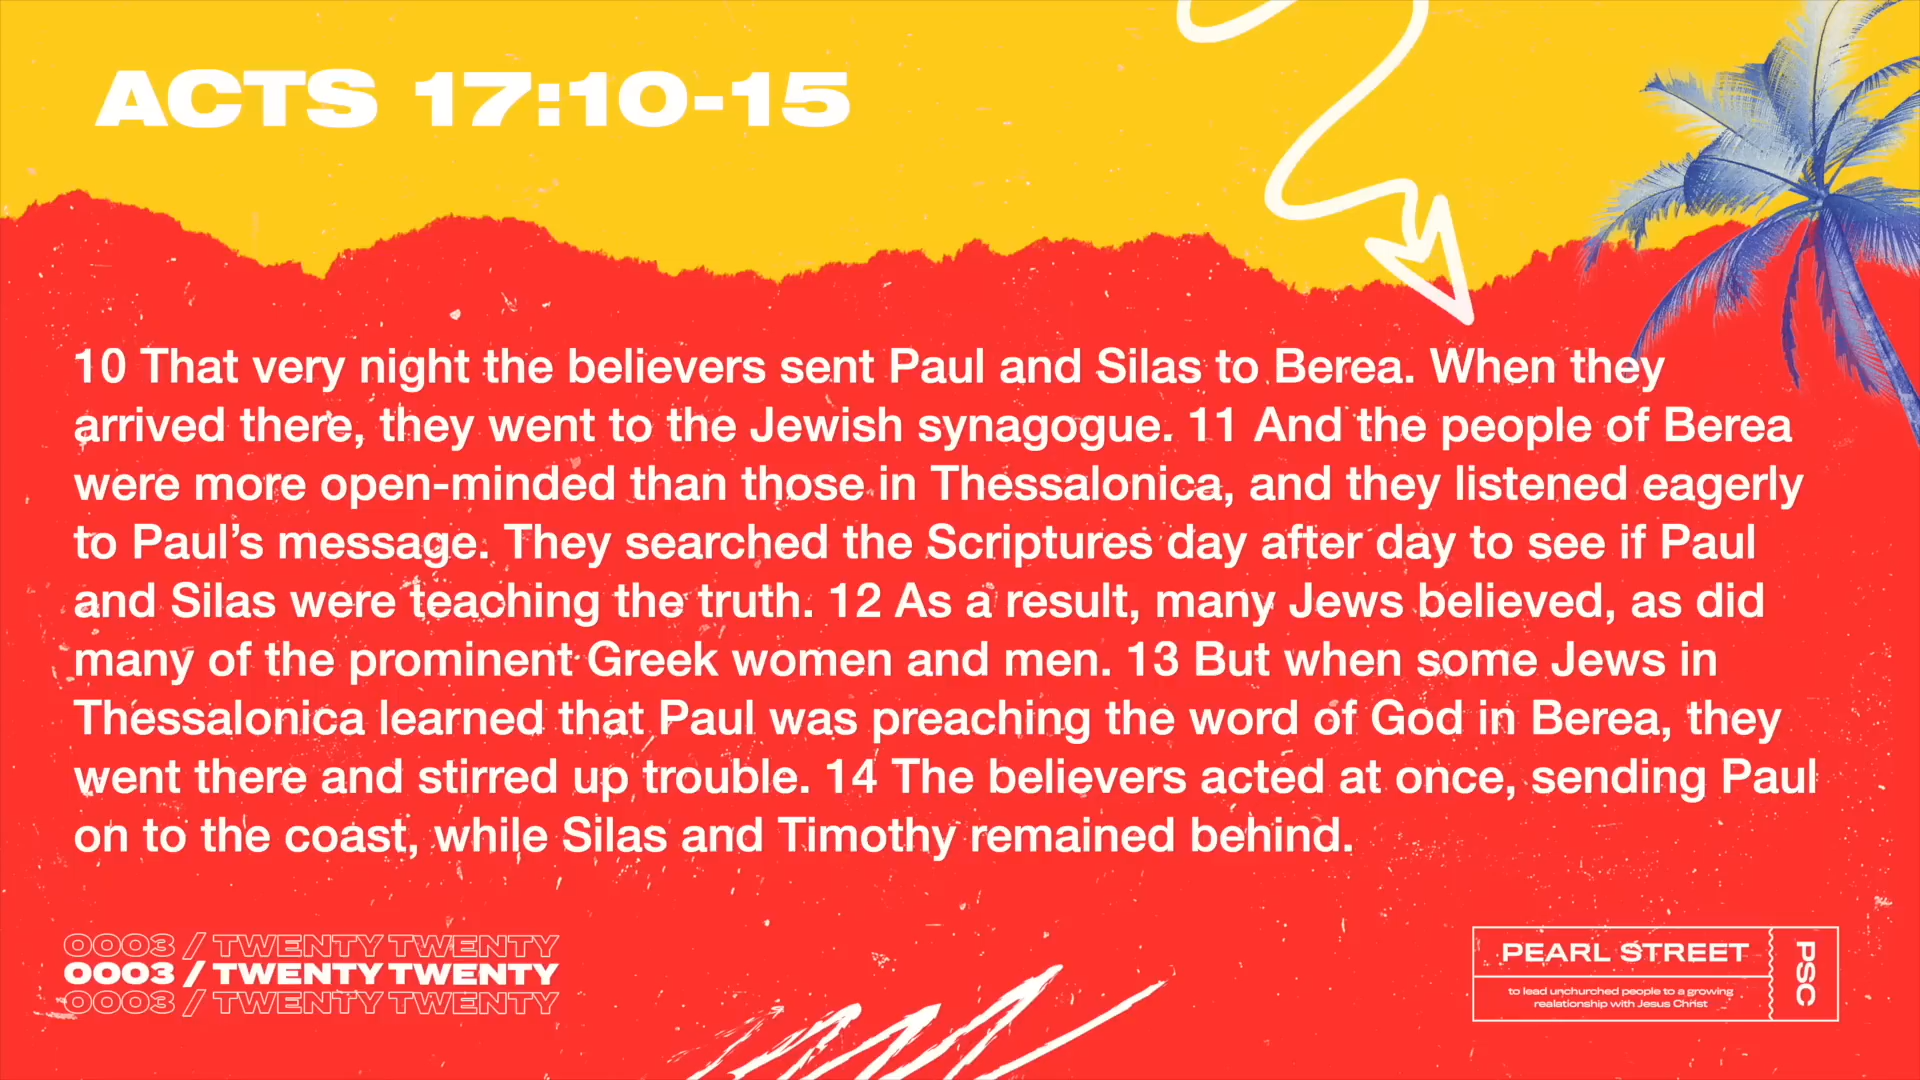 ACTS 17:10-15
10 That very night the believers sent Paul and Silas to Berea. When they
arrived there, they went to the Jewish synagogue. 11 And the people of Berea
were more open-minded than those in Thessalonica, and they listened eagerly
to Paul’s message. They searched the Scriptures day after day to see if Paul
and Silas were teaching the truth. 12 As a result, many Jews believed, as did
many of the prominent Greek women and men. 13 But when some Jews in
Thessalonica learned that Paul was preaching the word of God in Berea, they
went there and stirred up trouble. 14 The believers acted at once, sending Paul
on to the coast, while Silas and Timothy remained behind.
0003 / TWENTY TWENTY
0003 / TWENTY TWENTY
0003 / TWENTY TWENTY
PEARL STREET
to lead unchurched people to a growing
realationship with Jesus Christ
PSC